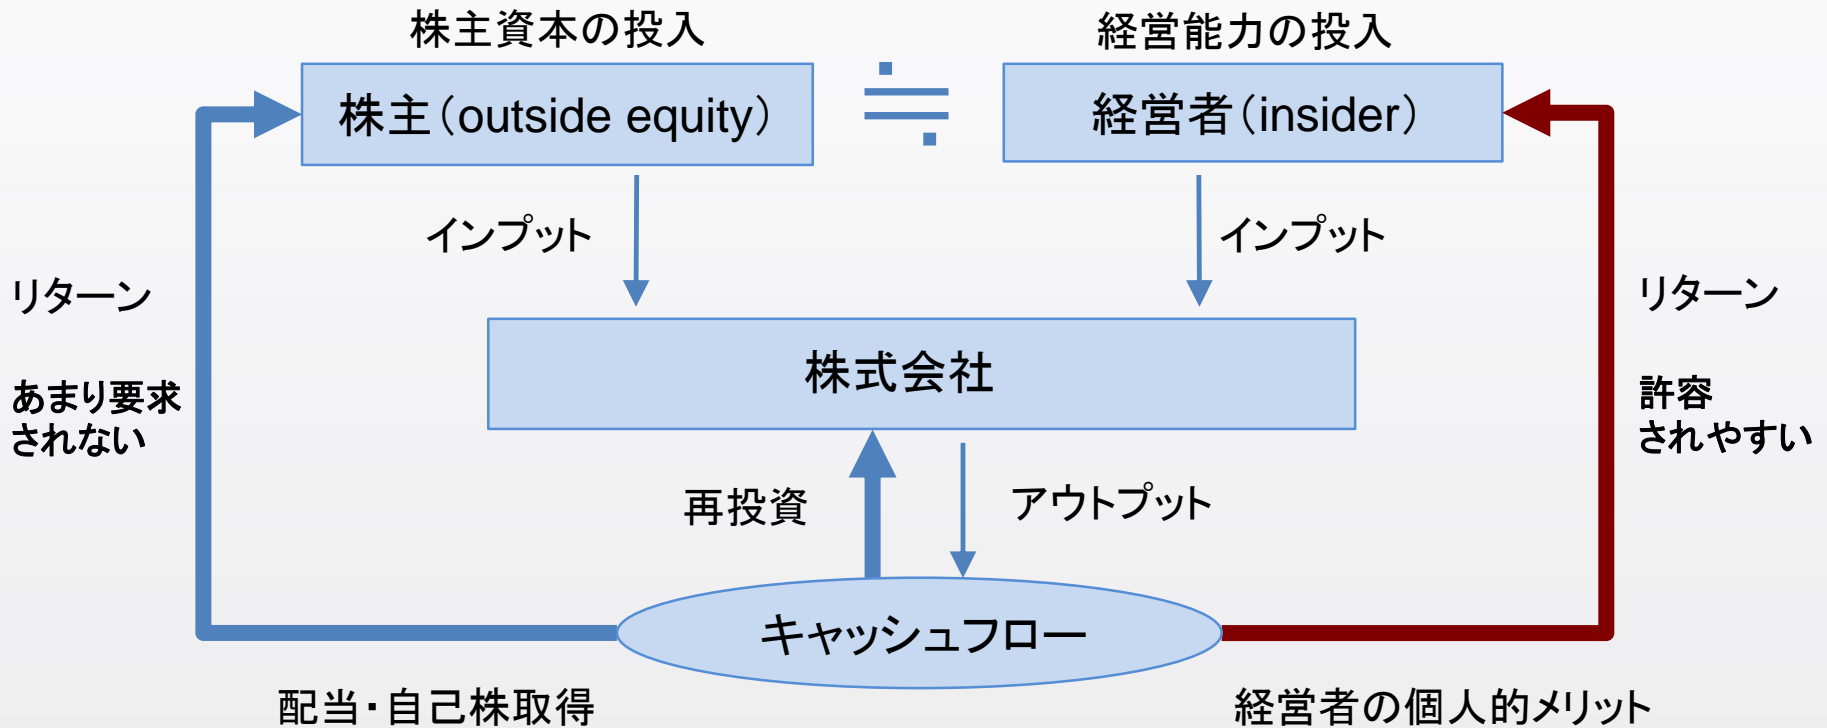 株主資本の投入
経営能力の投入
株主（outside equity）
≒
経営者（insider）
インプット
インプット
リターン
リターン
株式会社
あまり要求
されない
許容
されやすい
再投資
アウトプット
キャッシュフロー
配当・自己株取得
経営者の個人的メリット